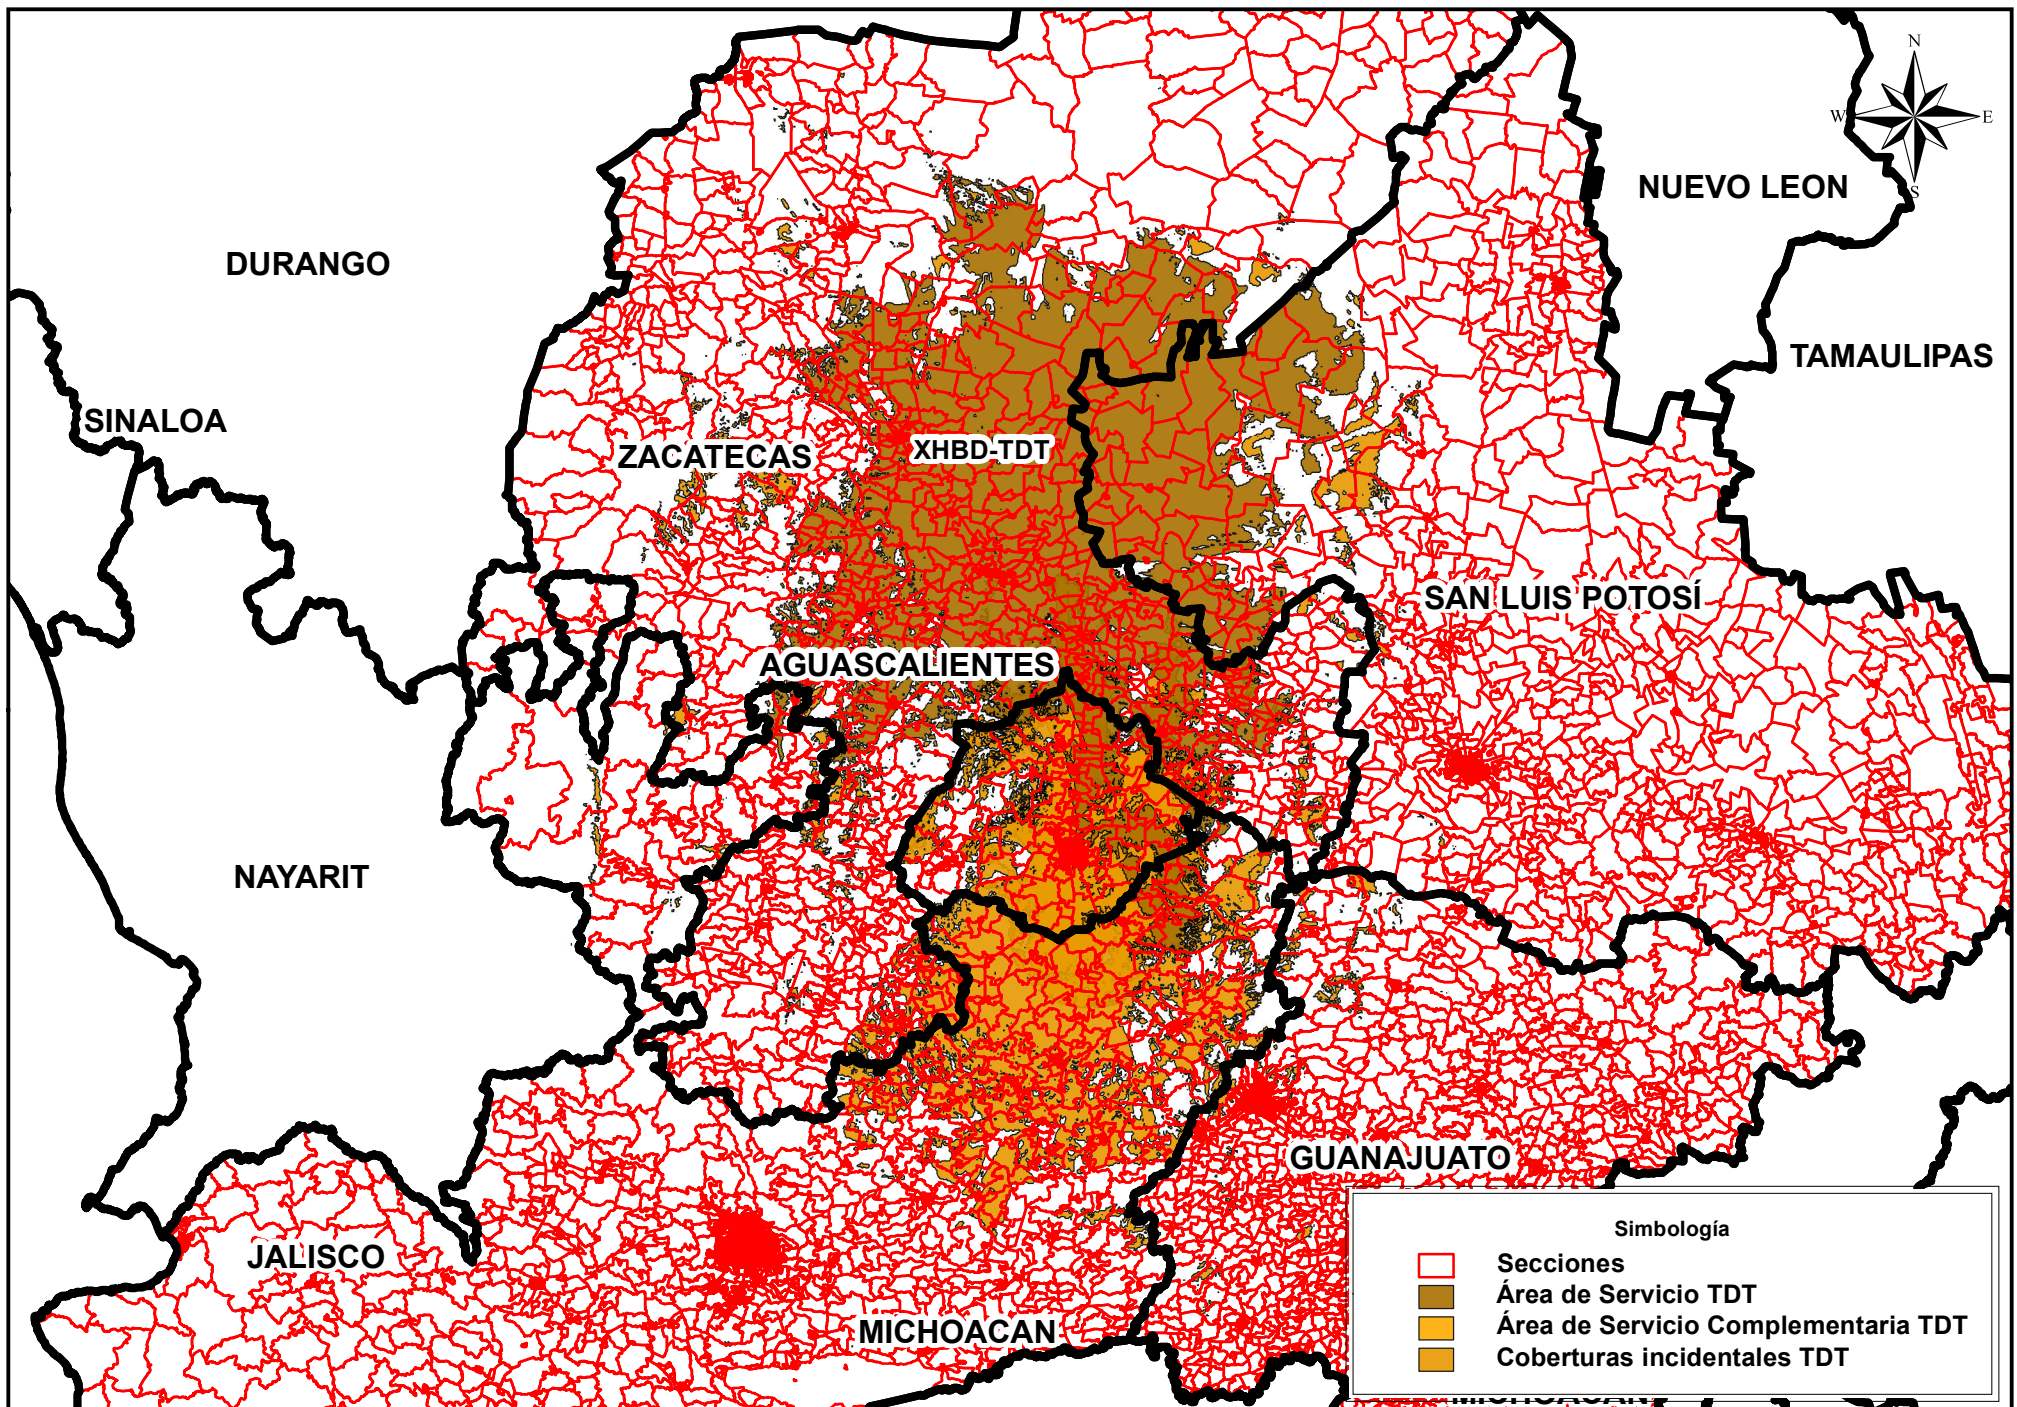 N
W
E
S
NUEVO LEON
DURANGO
TAMAULIPAS
SINALOA
ZACATECAS
XHBD-TDT
SAN LUIS POTOSÍ
AGUASCALIENTES
NAYARIT
GUANAJUATO
JALISCO
MICHOACAN
Simbología
Secciones
Área de Servicio TDT
Área de Servicio Complementaria TDT
Coberturas incidentales TDT
MICHOACAN